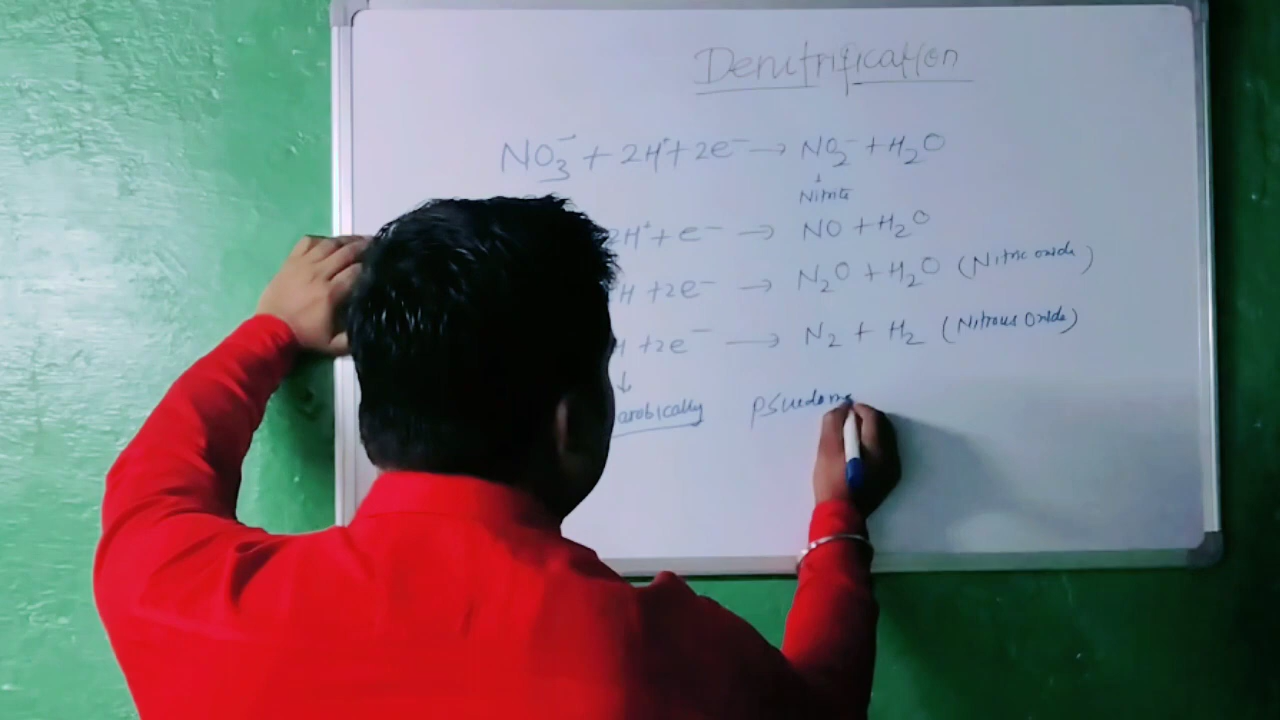 Denitrification
NO3⁻ + 2H⁺ + 2e⁻ → NO2⁻ + H2O
↓
Nitrite
2H⁺ + e⁻ → NO + H2O
H + 2e⁻ → N2O + H2O (Nitric oxide)
H + 2e⁻ → N2 + H2 (Nitrous Oxide)
↓
arobically psuedom